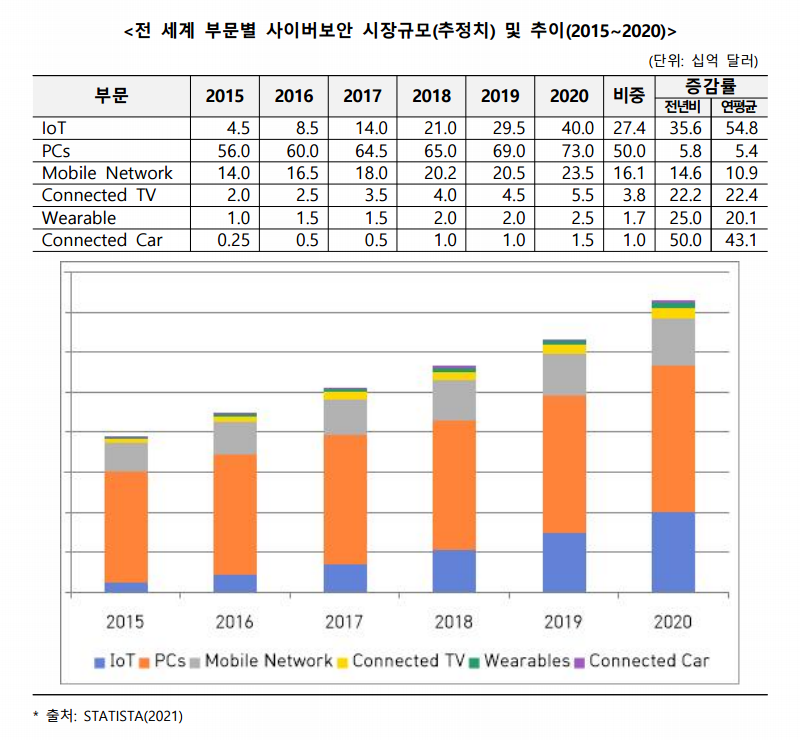 <전 세계 부문별 사이버보안 시장규모(추정치) 및 추이(2015~2020)>
(단위: 십억 달러)
부문 2015 2016 2017 2018 2019 2020 비중 증감률
전년비 연평균
IoT 4.5 8.5 14.0 21.0 29.5 40.0 27.4 35.6 54.8
PCs 56.0 60.0 64.5 65.0 69.0 73.0 50.0 5.8 5.4
Mobile Network 14.0 16.5 18.0 20.2 20.5 23.5 16.1 14.6 10.9
Connected TV 2.0 2.5 3.5 4.0 4.5 5.5 3.8 22.2 22.4
Wearable 1.0 1.5 1.5 2.0 2.0 2.5 1.7 25.0 20.1
Connected Car 0.25 0.5 0.5 1.0 1.0 1.5 1.0 50.0 43.1
2015 2016 2017 2018 2019 2020
IoT PCs Mobile Network Connected TV Wearables Connected Car
* 출처: STATISTA(2021)